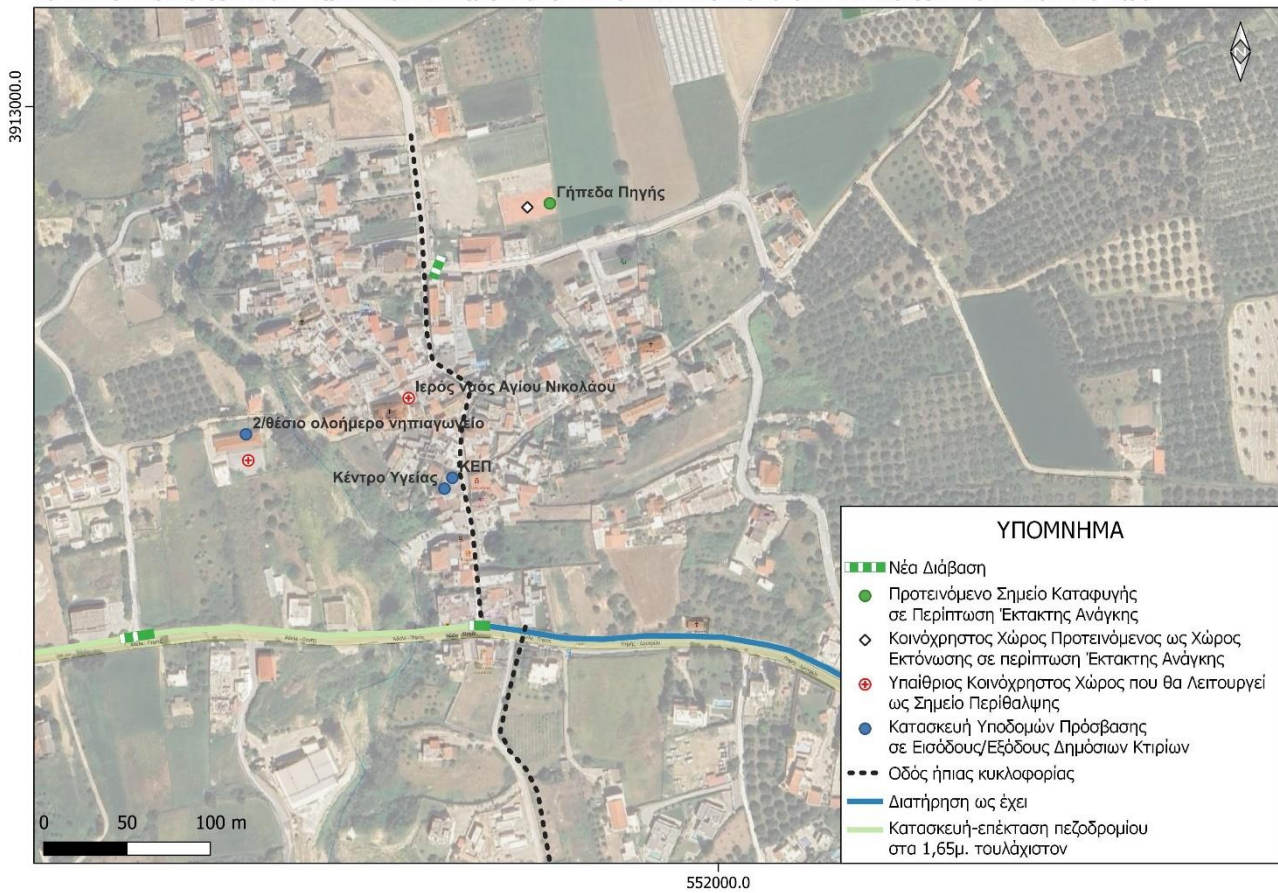 3913000.0
Γήπεδα Πηγής
Ιερός ναός Αγίου Νικολάου
2/θέσιο ολοήμερο νηπιαγωγείο
ΚΕΠ
Κέντρο Υγείας
ΥΠΟΜΝΗΜΑ
Νέα Διάβαση
Προτεινόμενο Σημείο Καταφυγής
σε Περίπτωση Έκτακτης Ανάγκης
Κοινόχρηστος Χώρος Προτεινόμενος ως Χώρος
Εκτόνωσης σε περίπτωση Έκτακτης Ανάγκης
Υπαίθριος Κοινόχρηστος Χώρος που θα Λειτουργεί
ως Σημείο Περίθαλψης
Κατασκευή Υποδομών Πρόσβασης
σε Εισόδους/Εξόδους Δημόσιων Κτιρίων
Οδός ήπιας κυκλοφορίας
Διατήρηση ως έχει
Κατασκευή-επέκταση πεζοδρομίου
στα 1,65μ. τουλάχιστον
0 50 100 m
552000.0
N